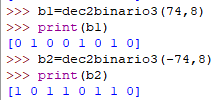 >>> b1=dec2binario3(74,8)
>>> print(b1)
[0 1 0 0 1 0 1 0]
>>> b2=dec2binario3(-74,8)
>>> print(b2)
[1 0 1 1 0 1 1 0]